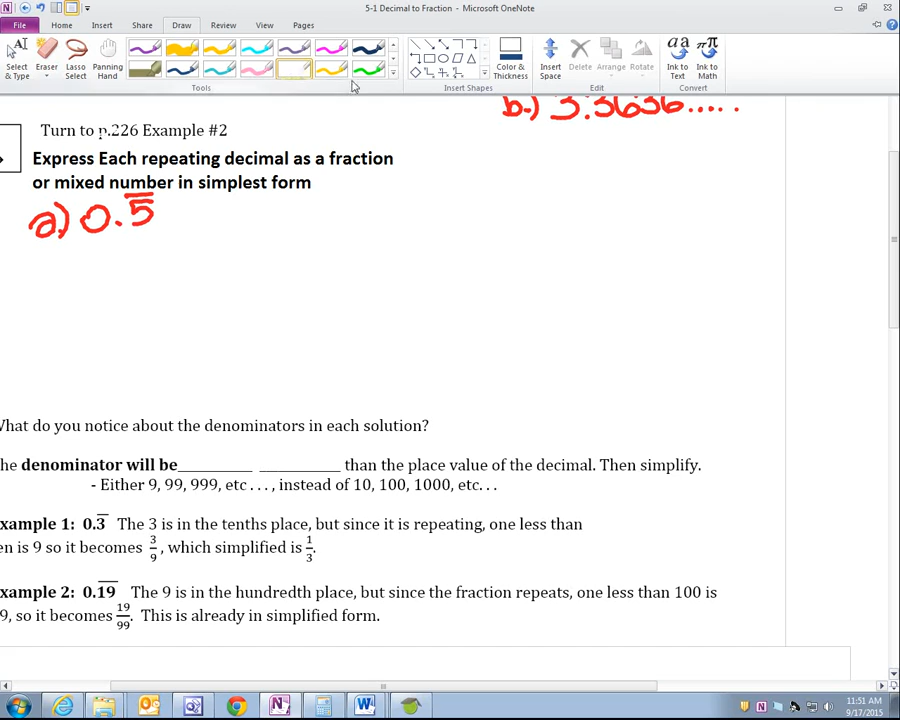 5-1 Decimal to Fraction - Microsoft OneNote
File Home Insert Draw Share Review View Pages
Select & Type Eraser Lasso Select Panning Hand Color & Thickness Insert Space Delete Arrange Rotate Ink to Text Ink to Math
Tools Insert Shapes Edit Convert
b.) 3.3636.....
Turn to p.226 Example #2
Express Each repeating decimal as a fraction
or mixed number in simplest form
a.) 0.5̅
What do you notice about the denominators in each solution?
he denominator will be_________ __________ than the place value of the decimal. Then simplify.
- Either 9, 99, 999, etc . . . , instead of 10, 100, 1000, etc. . .
xample 1: 0.3̅ The 3 is in the tenths place, but since it is repeating, one less than
en is 9 so it becomes 3/9 , which simplified is 1/3.
xample 2: 0.1̅9̅ The 9 is in the hundredth place, but since the fraction repeats, one less than 100 is
9, so it becomes 19/99. This is already in simplified form.
11:51 AM
9/17/2015